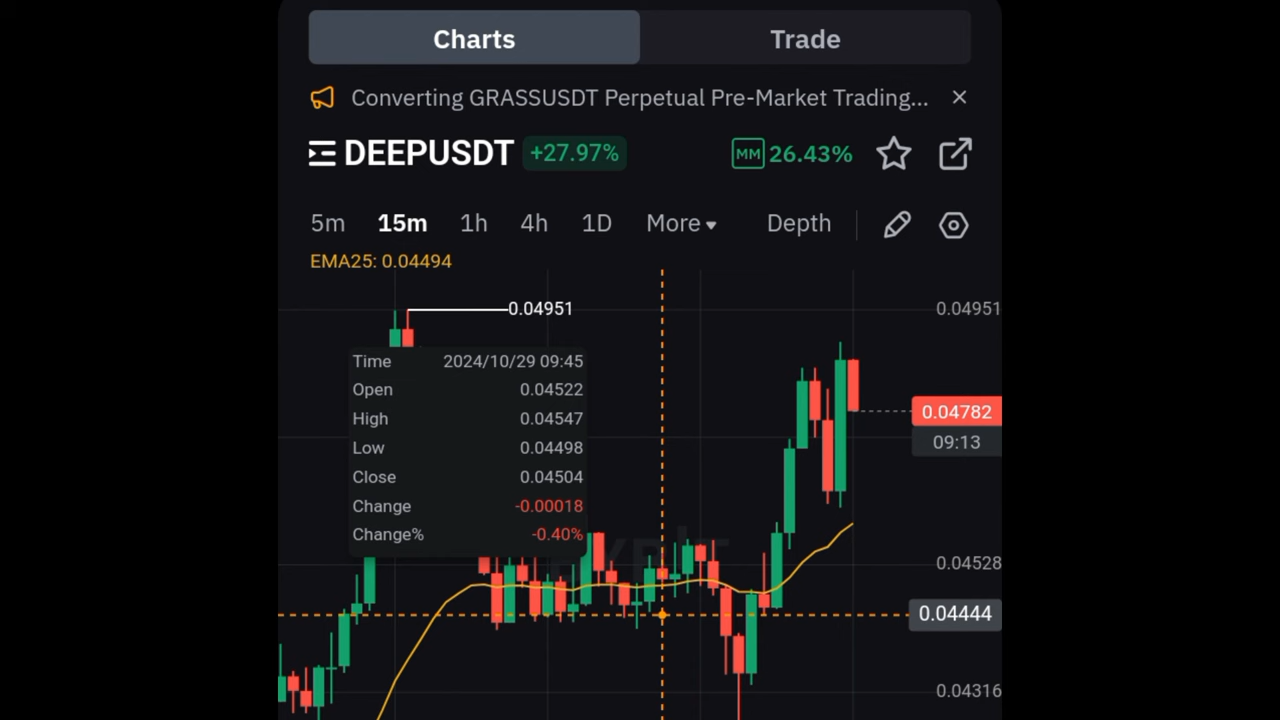 Charts Trade
Converting GRASSUSDT Perpetual Pre-Market Trading...
DEEPUSDT +27.97% MM 26.43%
5m 15m 1h 4h 1D More Depth
EMA25: 0.04494
0.04951 0.04951
Time 2024/10/29 09:45
Open 0.04522
High 0.04547
Low 0.04498
Close 0.04504
Change -0.00018
Change% -0.40%
0.04782
09:13
0.04528
0.04444
0.04316